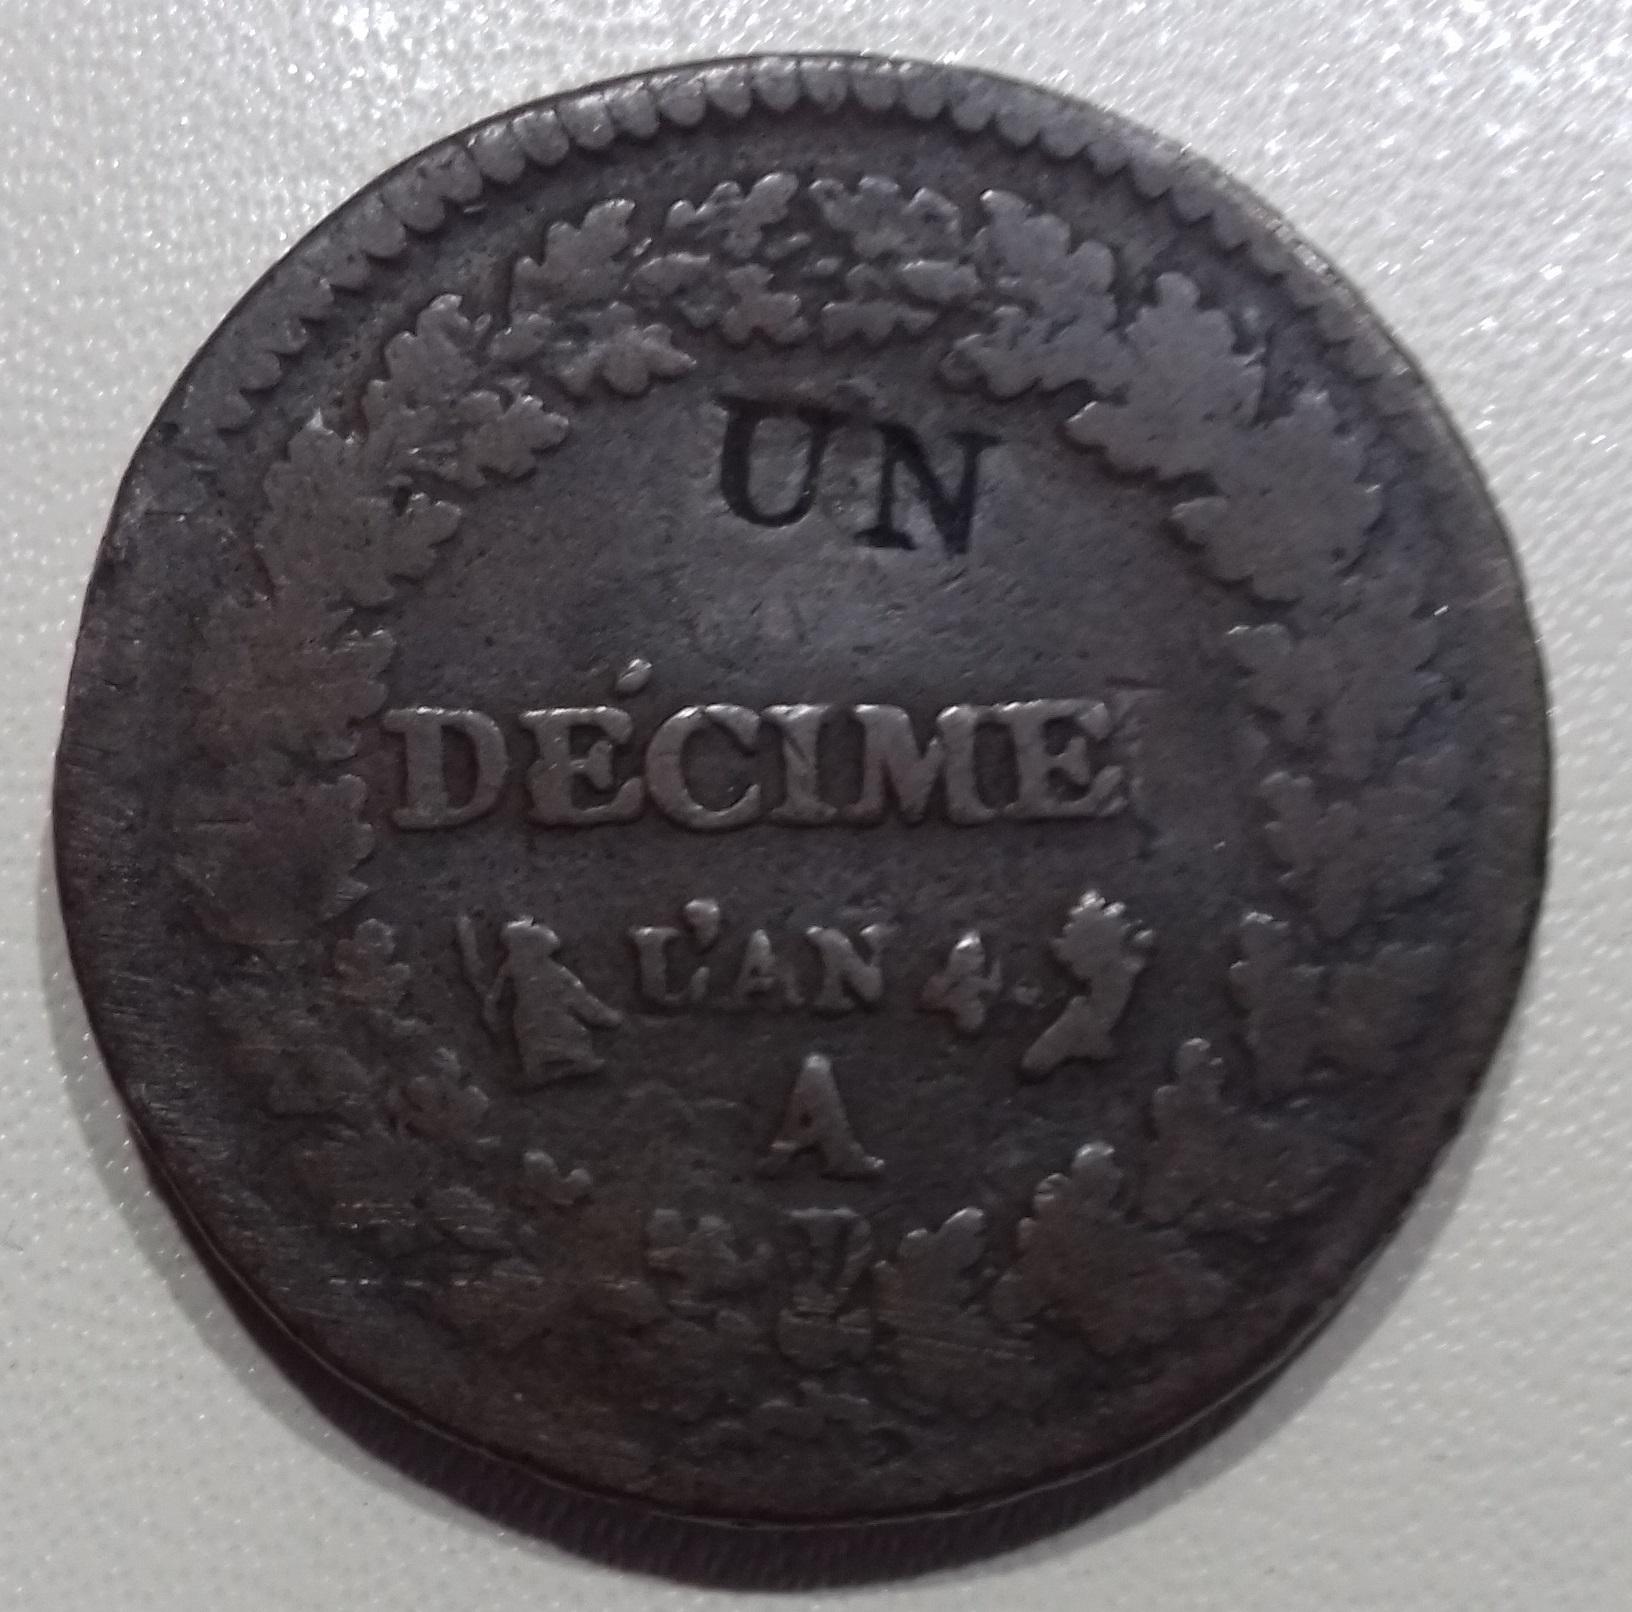 UN
DÉCIME
L'AN 4.
A